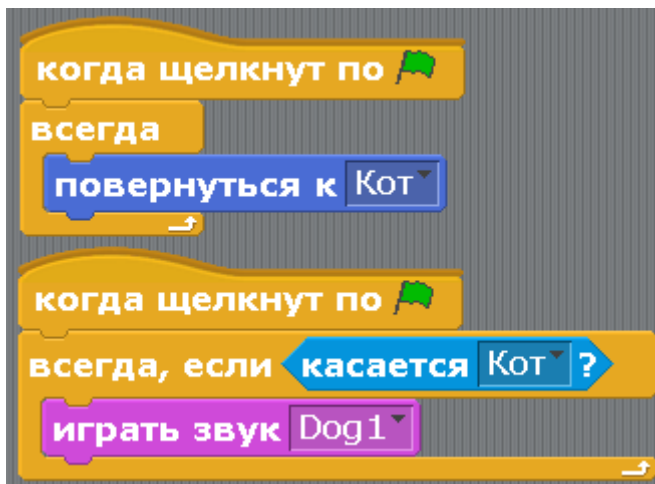 когда щелкнут по
всегда
повернуться к Кот
когда щелкнут по
всегда, если касается Кот ?
играть звук Dog1